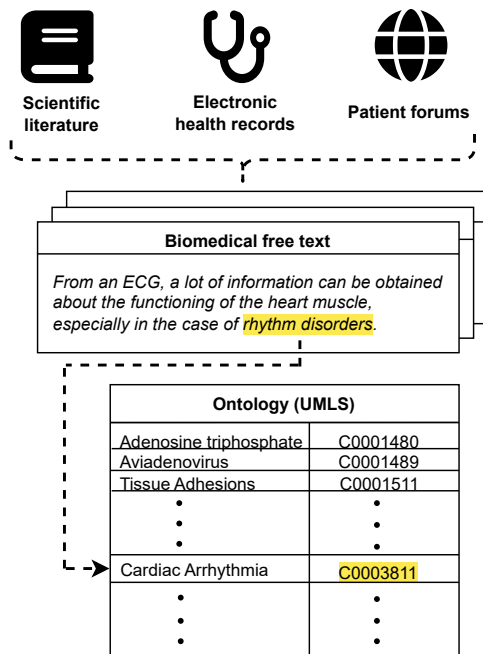 Scientific
literature
Electronic
health records
Patient forums
Biomedical free text
From an ECG, a lot of information can be obtained
about the functioning of the heart muscle,
especially in the case of rhythm disorders.
Ontology (UMLS)
Adenosine triphosphate C0001480
Aviadenovirus C0001489
Tissue Adhesions C0001511
Cardiac Arrhythmia C0003811